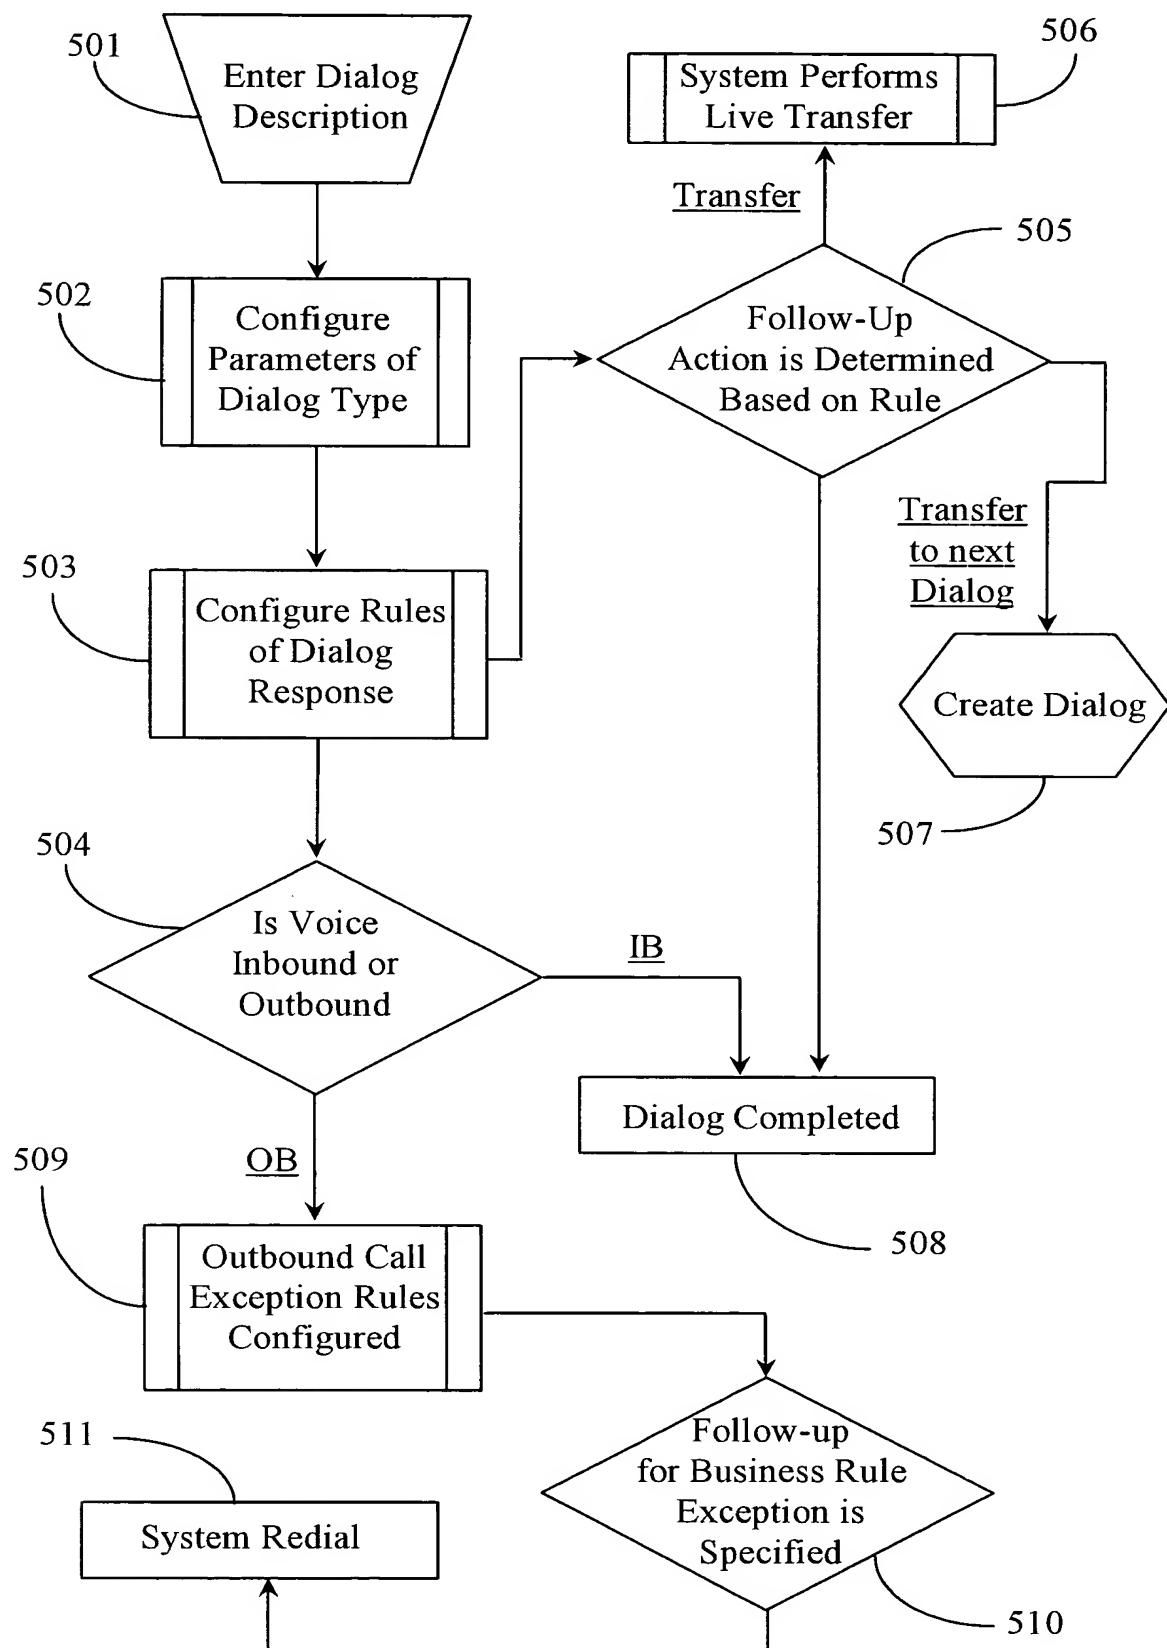 501
Enter Dialog
Description
506
System Performs
Live Transfer
Transfer
505
502
Configure
Parameters of
Dialog Type
Follow-Up
Action is Determined
Based on Rule
Transfer
to next
Dialog
503
Configure Rules
of Dialog
Response
Create Dialog
507
504
Is Voice
Inbound or
Outbound
IB
Dialog Completed
508
OB
509
Outbound Call
Exception Rules
Configured
511
System Redial
Follow-up
for Business Rule
Exception is
Specified
510